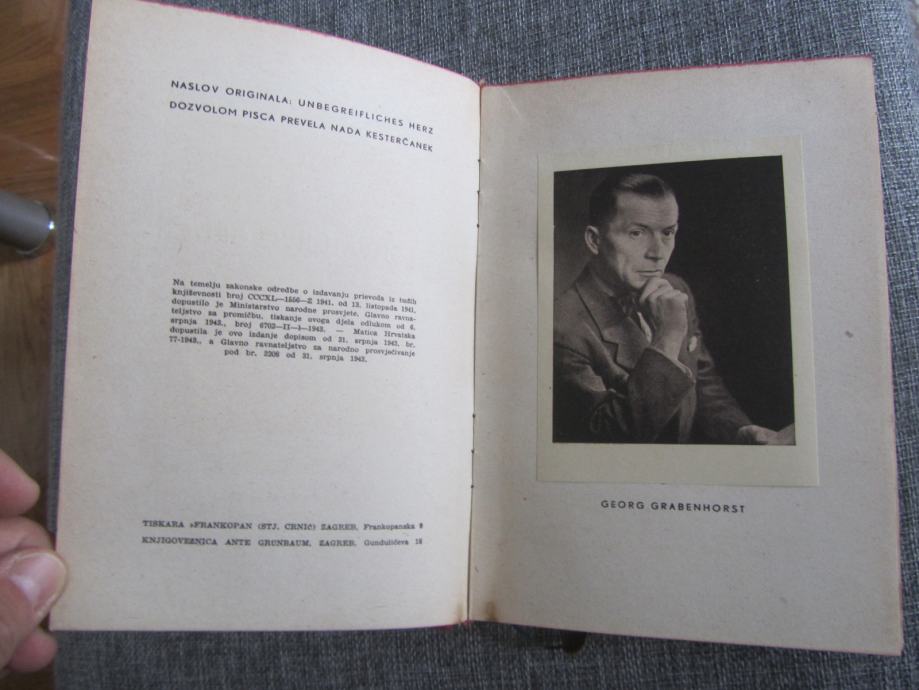 NASLOV ORIGINALA: UNBEGREIFLICHES HERZ
DOZVOLOM PISCA PREVELA NADA KESTERČANEK
Na temelju zakonske odredbe o izdavanju prievoda iz tuđih
književnosti broj CCCXL—1556—Z 1941. od 13. listopada 1941.
dopustilo je Ministarstvo narodne prosvjete, Glavno ravna-
teljstvo za promičbu, tiskanje ovoga djela odlukom od 6.
srpnja 1943., broj 6702—II—1—1943. — Matica Hrvatska
dopustila je ovo izdanje dopisom od 21. srpnja 1943. br.
77-1943., a Glavno ravnateljstvo za narodno prosvjećivanje
pod br. 2206 od 31. srpnja 1943.
TISKARA »FRANKOPAN (STJ. CRNIĆ) ZAGREB, Frankopanska 8
KNJIGOVEŽNICA ANTE GRÜNBAUM, ZAGREB, Gundulićeva 18
GEORG GRABENHORST